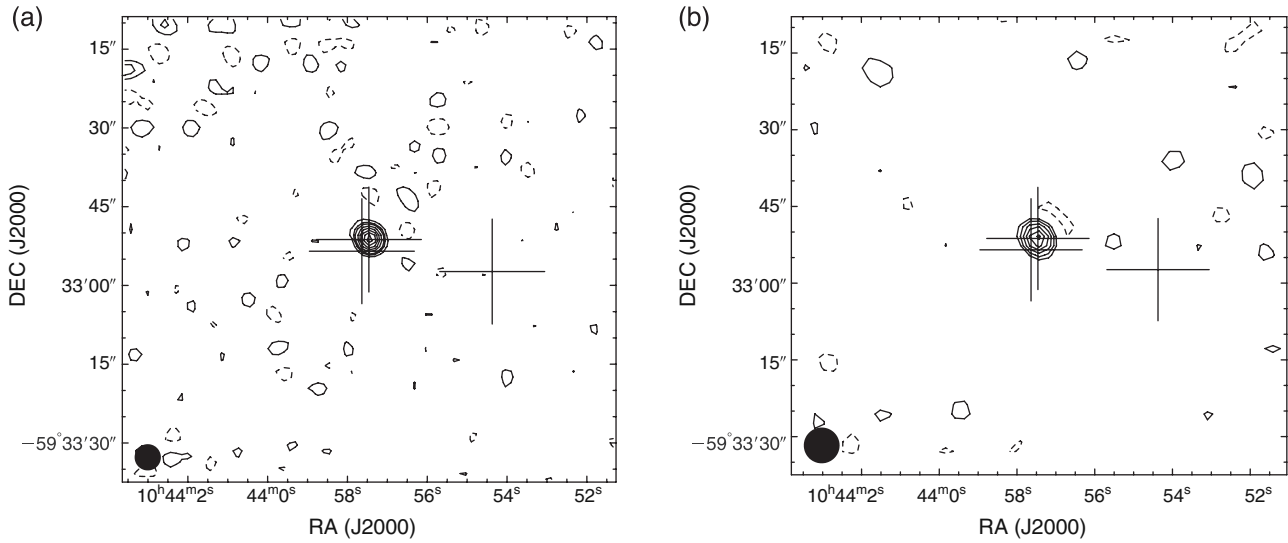 (a)
15″
30″
45″
33′00″
15″
−59°33′30″
DEC (J2000)
10ʰ44ᵐ2ˢ
44ᵐ0ˢ
58ˢ
56ˢ
54ˢ
52ˢ
RA (J2000)
(b)
15″
30″
45″
33′00″
15″
−59°33′30″
DEC (J2000)
10ʰ44ᵐ2ˢ
44ᵐ0ˢ
58ˢ
56ˢ
54ˢ
52ˢ
RA (J2000)